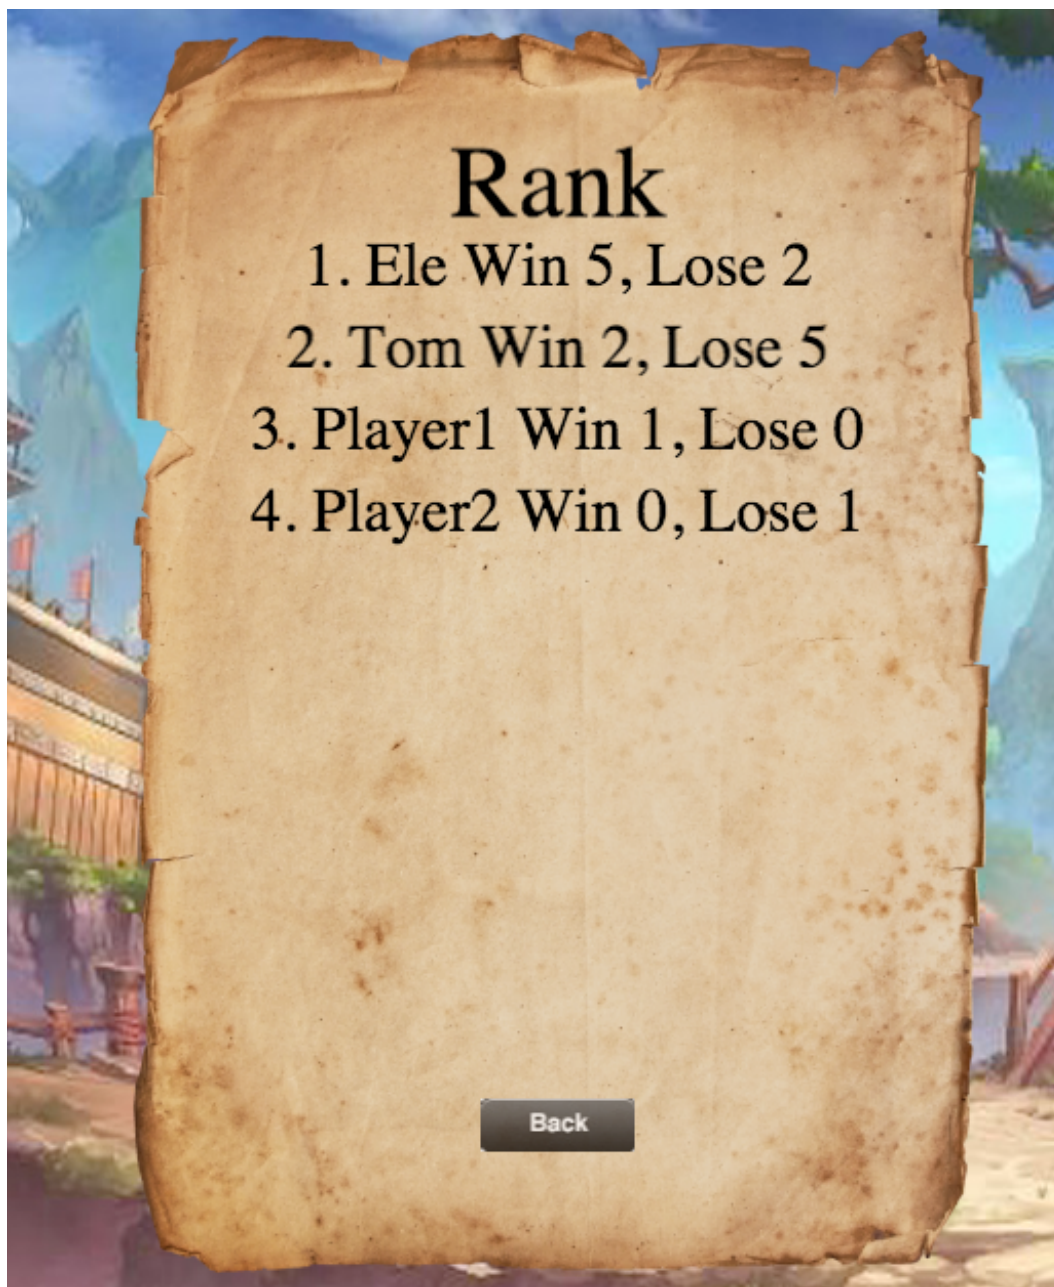 Rank
1. Ele Win 5, Lose 2
2. Tom Win 2, Lose 5
3. Player1 Win 1, Lose 0
4. Player2 Win 0, Lose 1
Back